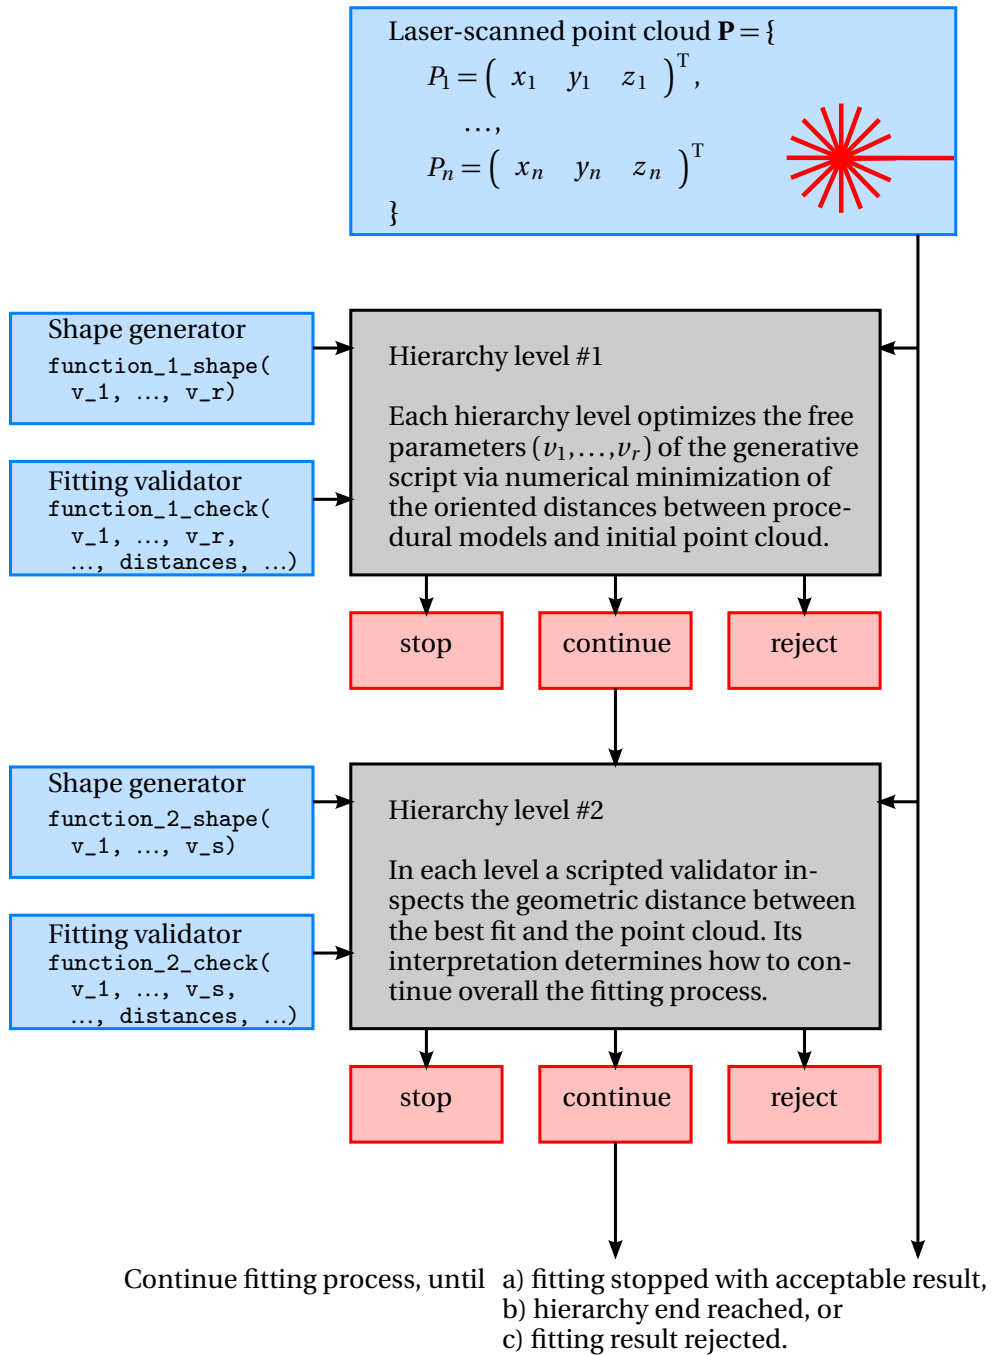 Laser-scanned point cloud P = {
P1 = ( x1 y1 z1 )T,
…,
Pn = ( xn yn zn )T
}
Shape generator
function_1_shape(
v_1, …, v_r)
Fitting validator
function_1_check(
v_1, …, v_r,
…, distances, …)
Hierarchy level #1
Each hierarchy level optimizes the free
parameters (v1,…,vr) of the generative
script via numerical minimization of
the oriented distances between proce-
dural models and initial point cloud.
stop
continue
reject
Shape generator
function_2_shape(
v_1, …, v_s)
Fitting validator
function_2_check(
v_1, …, v_s,
…, distances, …)
Hierarchy level #2
In each level a scripted validator in-
spects the geometric distance between
the best fit and the point cloud. Its
interpretation determines how to con-
tinue overall the fitting process.
stop
continue
reject
Continue fitting process, until a) fitting stopped with acceptable result,
b) hierarchy end reached, or
c) fitting result rejected.